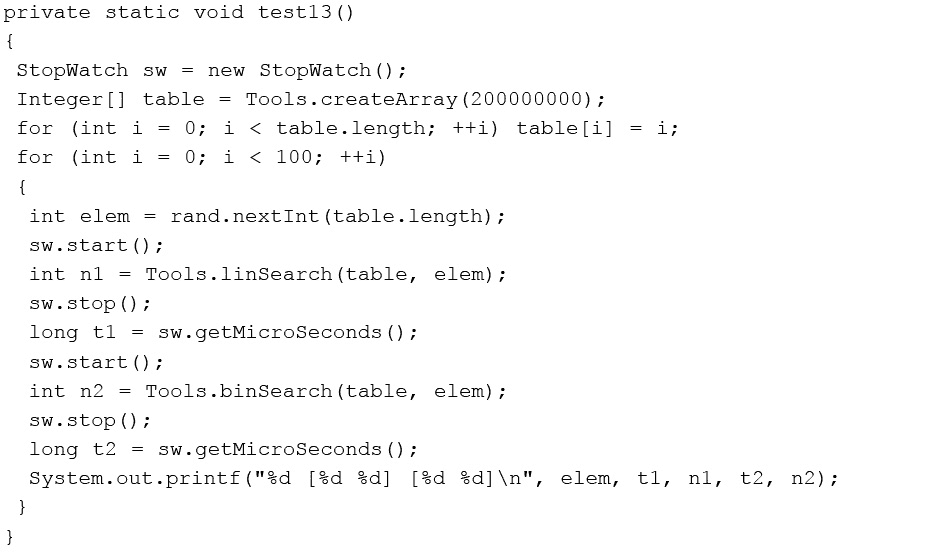 private static void test13()
{
StopWatch sw = new StopWatch();
Integer[] table = Tools.createArray(200000000);
for (int i = 0; i < table.length; ++i) table[i] = i;
for (int i = 0; i < 100; ++i)
{
int elem = rand.nextInt(table.length);
sw.start();
int n1 = Tools.linSearch(table, elem);
sw.stop();
long t1 = sw.getMicroSeconds();
sw.start();
int n2 = Tools.binSearch(table, elem);
sw.stop();
long t2 = sw.getMicroSeconds();
System.out.printf("%d [%d %d] [%d %d]\n", elem, t1, n1, t2, n2);
}
}